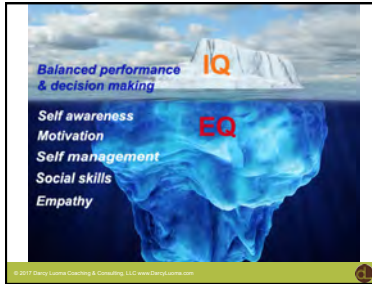 IQ
Balanced performance
& decision making
EQ
Self awareness
Motivation
Self management
Social skills
Empathy
© 2017 Darcy Luoma Coaching & Consulting, LLC www.DarcyLuoma.com